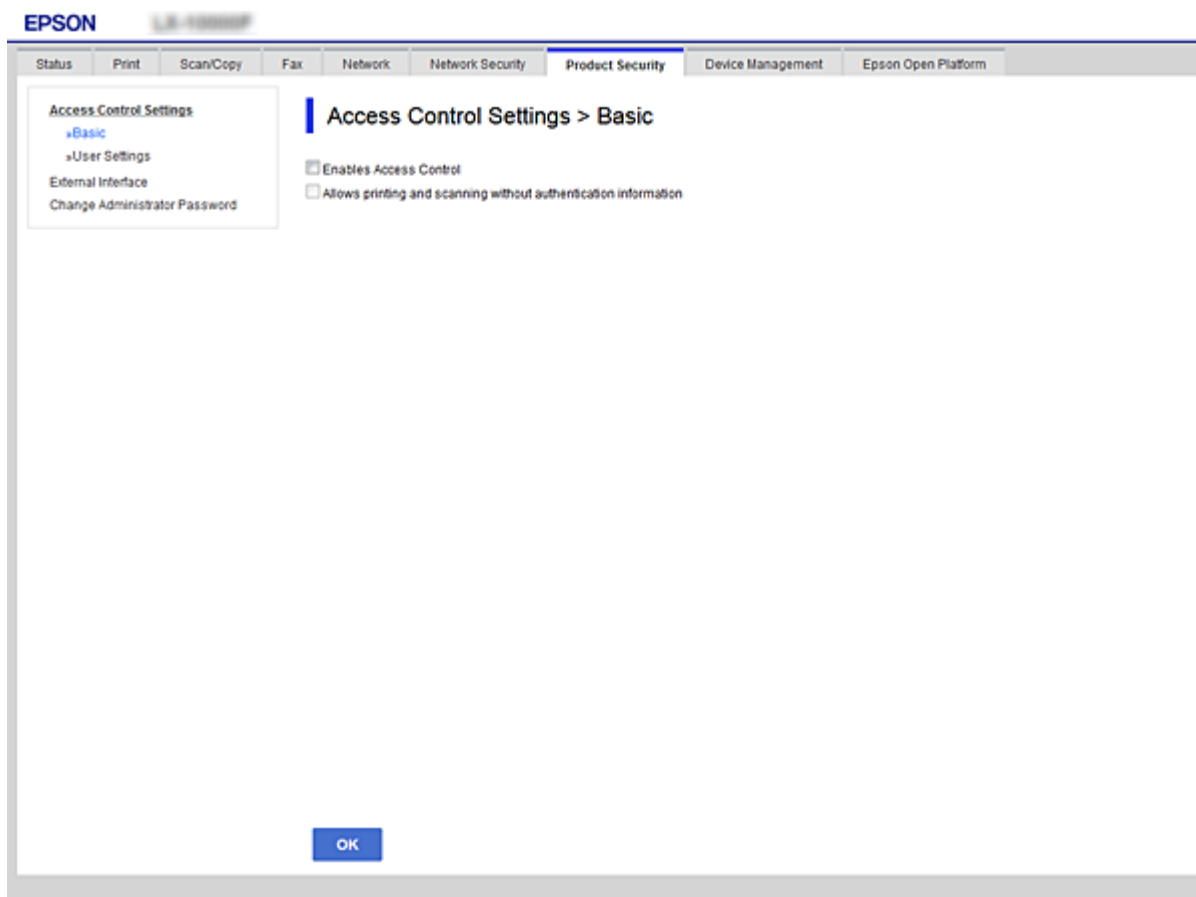 EPSON
Status Print Scan/Copy Fax Network Network Security Product Security Device Management Epson Open Platform
Access Control Settings
»Basic
»User Settings
External Interface
Change Administrator Password
Access Control Settings > Basic
Enables Access Control
Allows printing and scanning without authentication information
OK